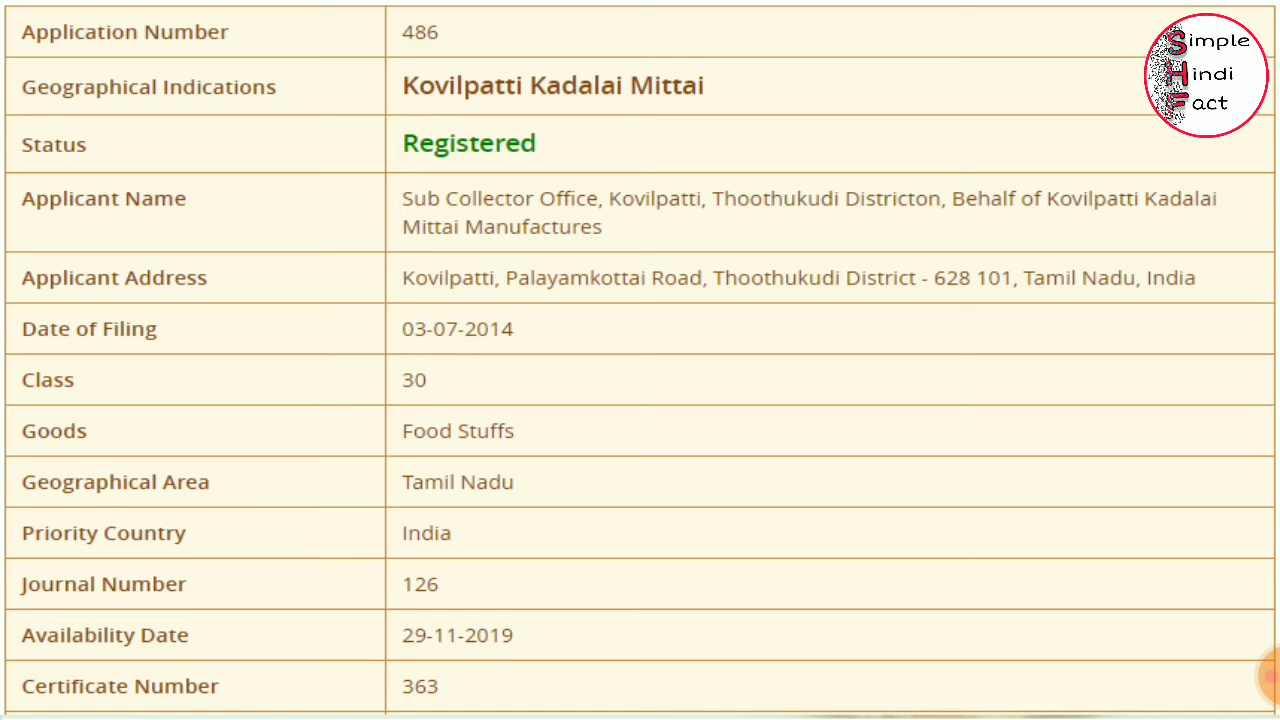 Application Number 486
Geographical Indications Kovilpatti Kadalai Mittai
Status Registered
Applicant Name Sub Collector Office, Kovilpatti, Thoothukudi Districton, Behalf of Kovilpatti Kadalai
Mittai Manufactures
Applicant Address Kovilpatti, Palayamkottai Road, Thoothukudi District - 628 101, Tamil Nadu, India
Date of Filing 03-07-2014
Class 30
Goods Food Stuffs
Geographical Area Tamil Nadu
Priority Country India
Journal Number 126
Availability Date 29-11-2019
Certificate Number 363
Simple
Hindi
Fact